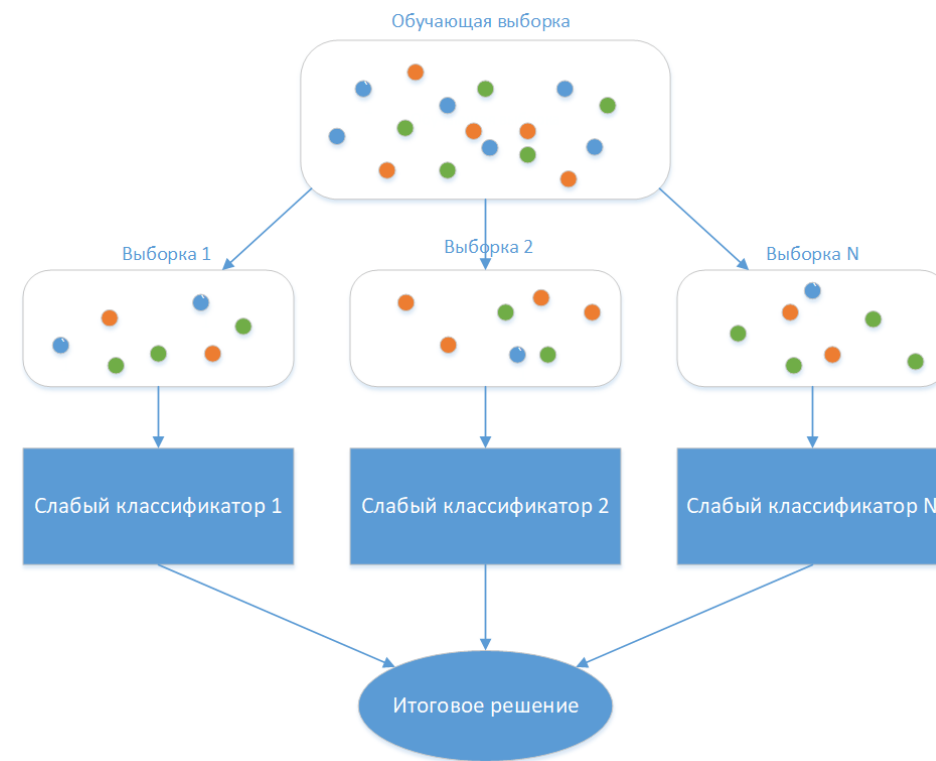 Обучающая выборка
Выборка 1
Выборка 2
Выборка N
Слабый классификатор 1
Слабый классификатор 2
Слабый классификатор N
Итоговое решение